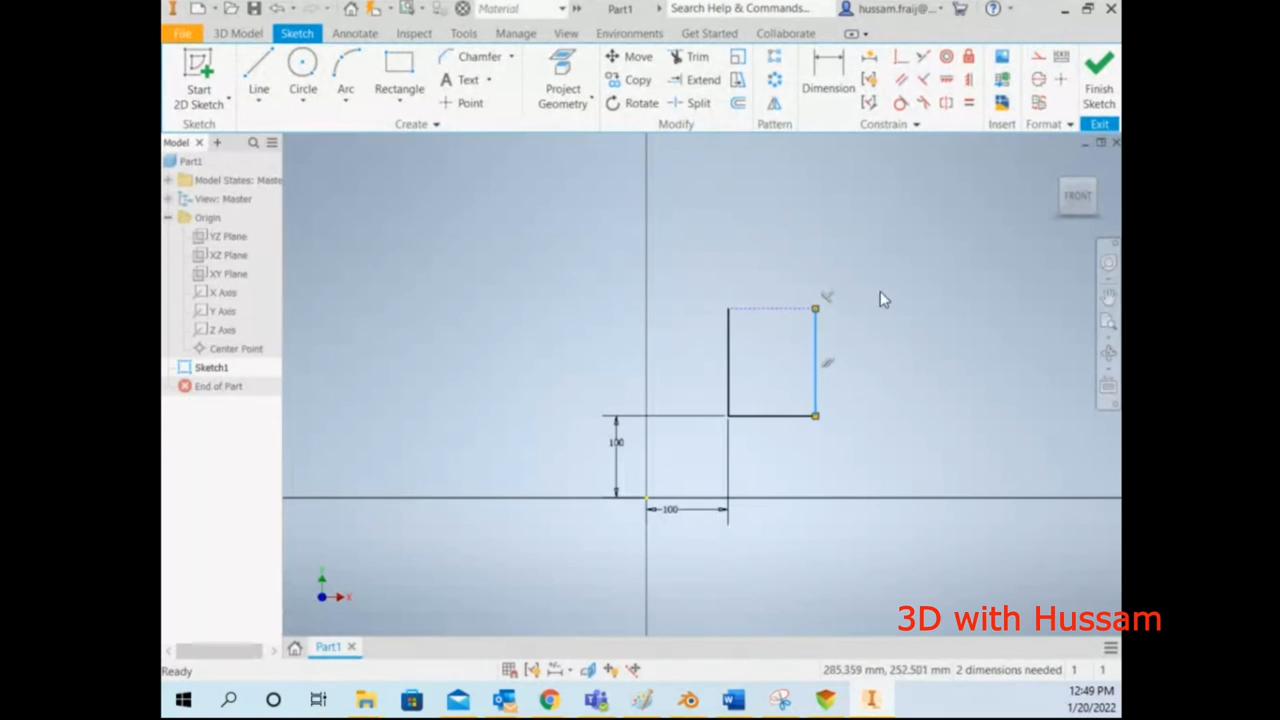 Material
Part1
Search Help & Commands...
hussam.fraij@...
File
3D Model
Sketch
Annotate
Inspect
Tools
Manage
View
Environments
Get Started
Collaborate
Start
2D Sketch
Line
Circle
Arc
Rectangle
Chamfer
Text
Point
Project
Geometry
Move
Copy
Rotate
Trim
Extend
Split
Dimension
Finish
Sketch
Sketch
Create
Modify
Pattern
Constrain
Insert
Format
Exit
Model
Part1
Model States: Maste
View: Master
Origin
YZ Plane
XZ Plane
XY Plane
X Axis
Y Axis
Z Axis
Center Point
Sketch1
End of Part
FRONT
100
100
Y
X
3D with Hussam
Part1
Ready
285.359 mm, 252.501 mm 2 dimensions needed 1 1
12:49 PM
1/20/2022